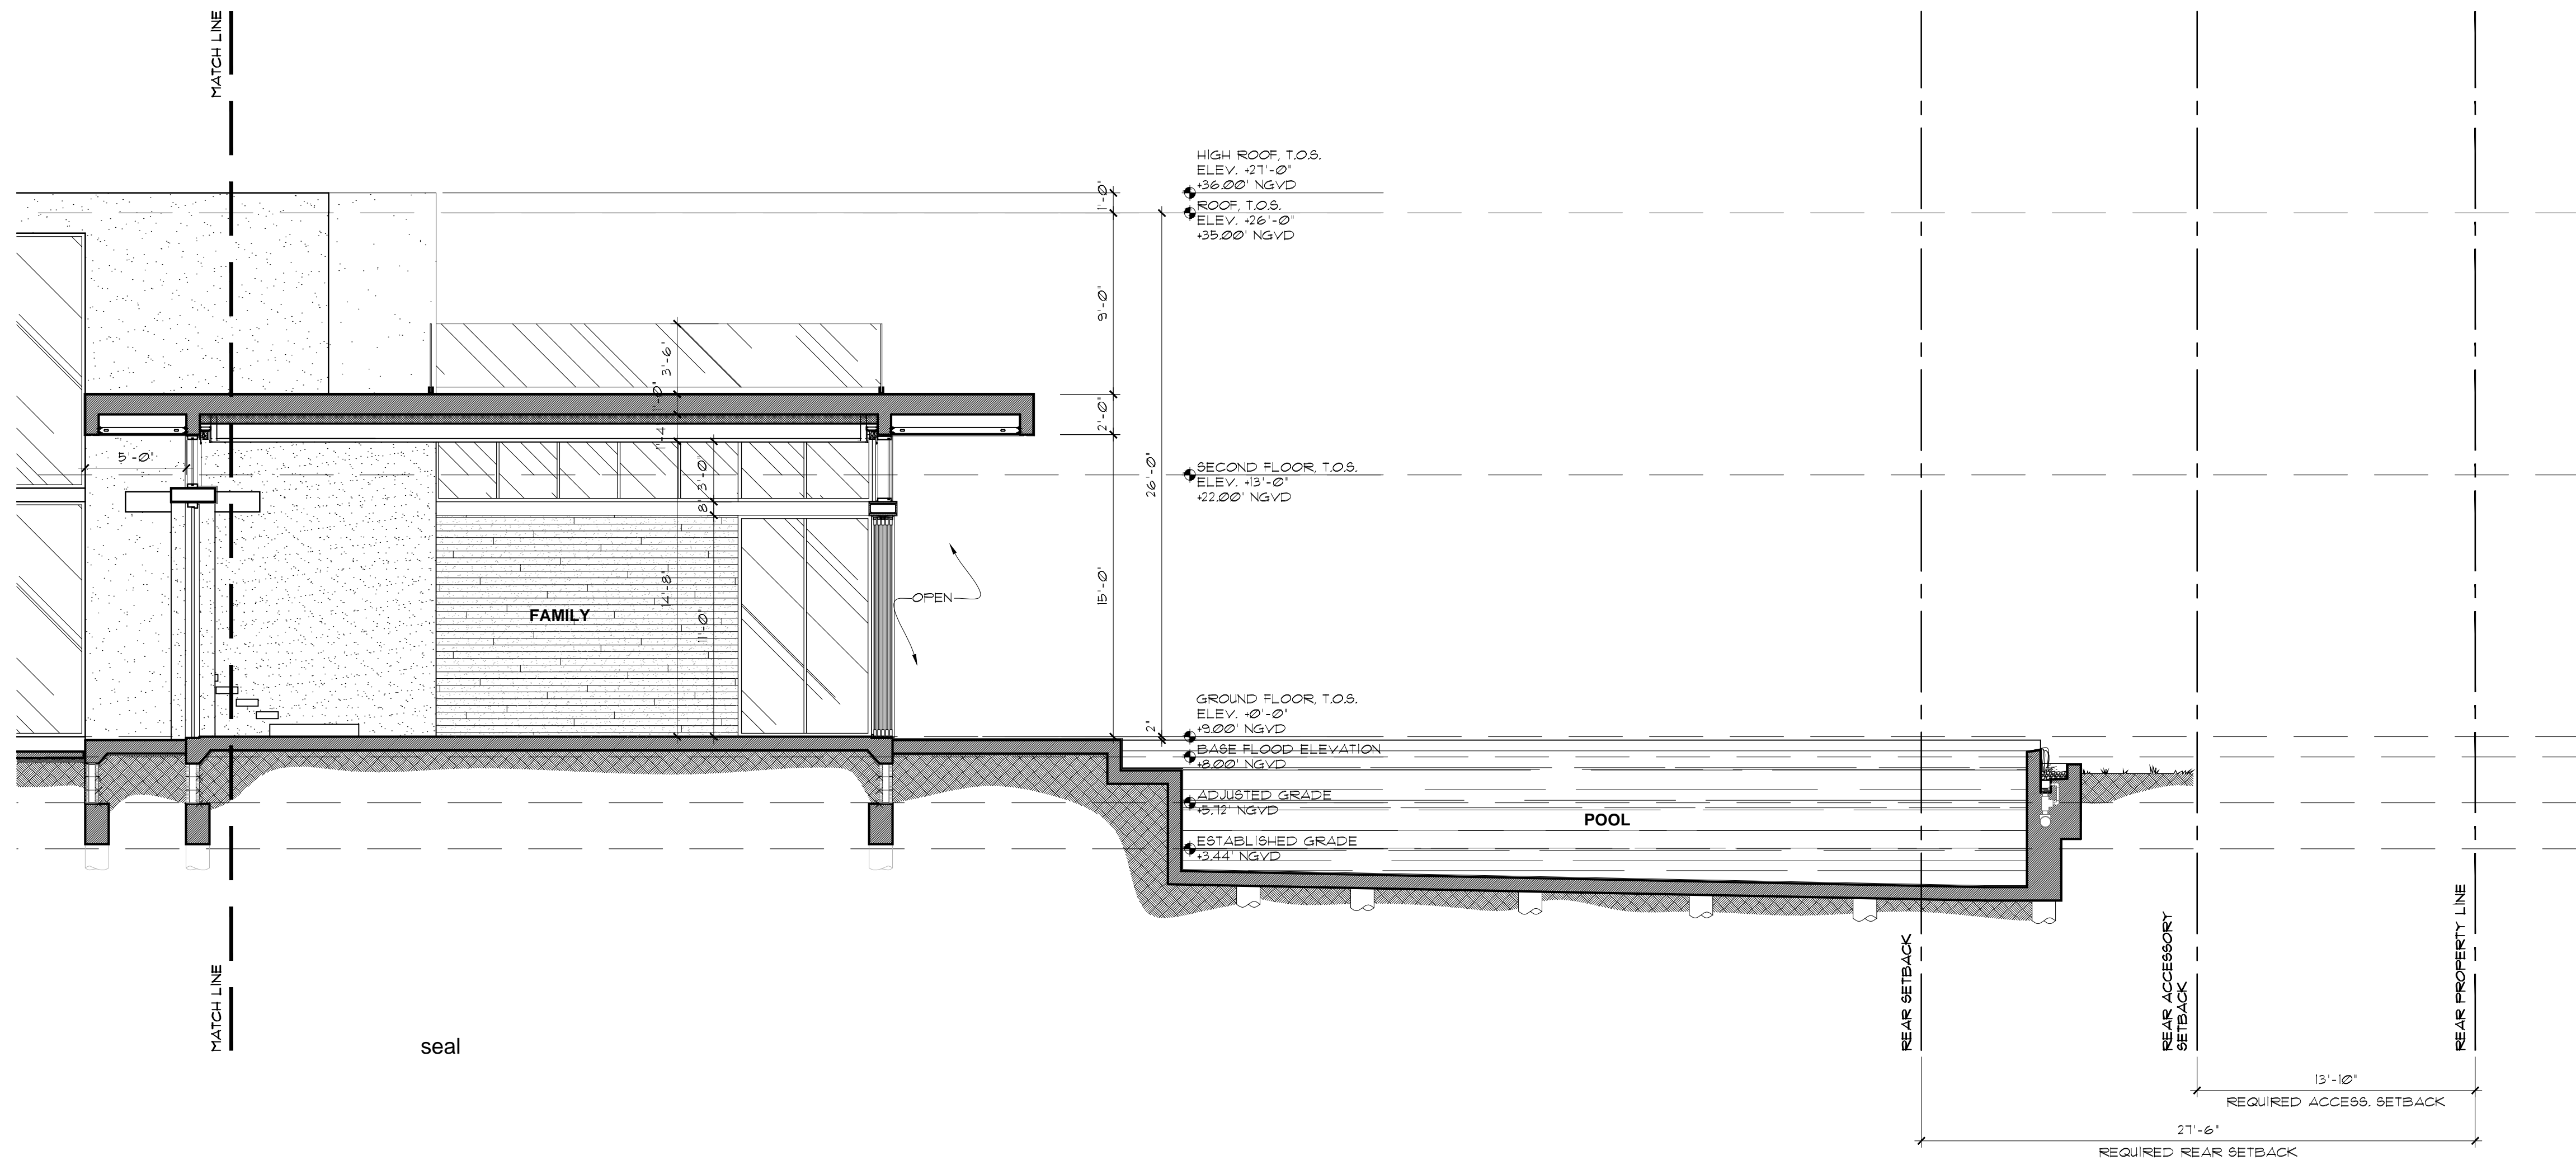 MATCH LINE
HIGH ROOF, T.O.S.
ELEV. +27'-0"
+36.00' NGVD
1'-0"
ROOF, T.O.S.
ELEV. +26'-0"
+35.00' NGVD
9'-0"
3'-6"
1'-0"
2'-0"
1'-4
5'-0"
3'-0"
8"
26'-0"
SECOND FLOOR, T.O.S.
ELEV. +13'-0"
+22.00' NGVD
14'-8"
15'-0"
OPEN
FAMILY
11'-0"
GROUND FLOOR, T.O.S.
ELEV. +0'-0"
+9.00' NGVD
2"
BASE FLOOD ELEVATION
+8.00' NGVD
ADJUSTED GRADE
+5.72' NGVD
POOL
ESTABLISHED GRADE
+3.44' NGVD
MATCH LINE
seal
REAR SETBACK
REAR ACCESSORY
SETBACK
REAR PROPERTY LINE
13'-10"
REQUIRED ACCESS. SETBACK
27'-6"
REQUIRED REAR SETBACK